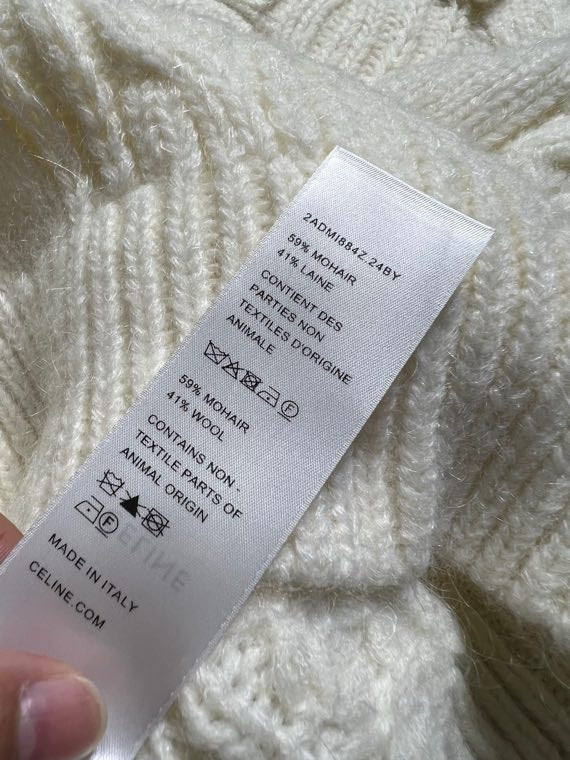 2ADMI884Z.24BY
59% MOHAIR
41% LAINE
CONTIENT DES
PARTIES NON
TEXTILES D'ORIGINE
ANIMALE
F
59% MOHAIR
41% WOOL
CONTAINS NON -
TEXTILE PARTS OF
ANIMAL ORIGIN
F
MADE IN ITALY
CELINE.COM